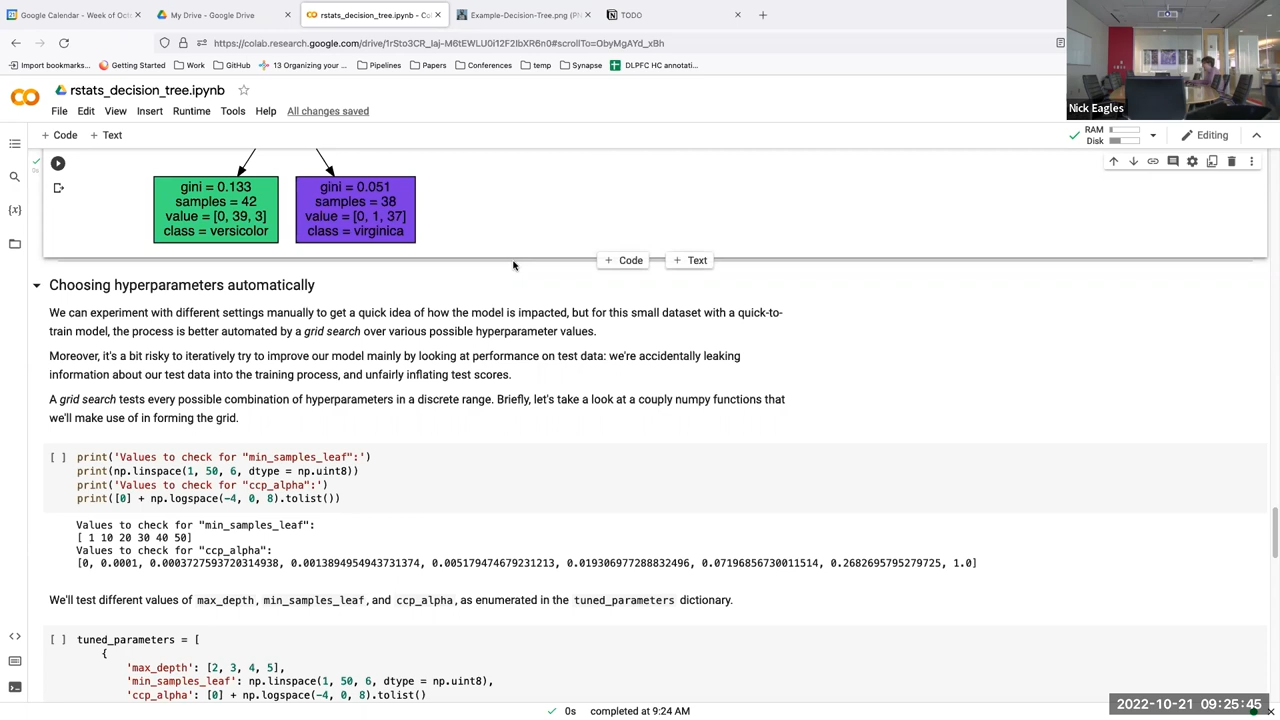 Google Calendar - Week of Oct
My Drive - Google Drive
rstats_decision_tree.ipynb - Co
Example-Decision-Tree.png (PN
TODO
https://colab.research.google.com/drive/1rSto3CR_Iaj-M6tEWLU0i12F2IbXR6n0#scrollTo=ObyMgAYd_xBh
Import bookmarks...
Getting Started
Work
GitHub
13 Organizing your ...
Pipelines
Papers
Conferences
temp
Synapse
DLPFC HC annotati...
Nick Eagles
rstats_decision_tree.ipynb
File Edit View Insert Runtime Tools Help All changes saved
+ Code + Text
RAM
Disk
Editing
gini = 0.133
samples = 42
value = [0, 39, 3]
class = versicolor
gini = 0.051
samples = 38
value = [0, 1, 37]
class = virginica
+ Code + Text
Choosing hyperparameters automatically
We can experiment with different settings manually to get a quick idea of how the model is impacted, but for this small dataset with a quick-to-
train model, the process is better automated by a grid search over various possible hyperparameter values.
Moreover, it's a bit risky to iteratively try to improve our model mainly by looking at performance on test data: we're accidentally leaking
information about our test data into the training process, and unfairly inflating test scores.
A grid search tests every possible combination of hyperparameters in a discrete range. Briefly, let's take a look at a couply numpy functions that
we'll make use of in forming the grid.
[ ] print('Values to check for "min_samples_leaf":')
print(np.linspace(1, 50, 6, dtype = np.uint8))
print('Values to check for "ccp_alpha":')
print([0] + np.logspace(-4, 0, 8).tolist())
Values to check for "min_samples_leaf":
[ 1 10 20 30 40 50]
Values to check for "ccp_alpha":
[0, 0.0001, 0.0003727593720314938, 0.0013894954943731374, 0.005179474679231213, 0.019306977288832496, 0.07196856730011514, 0.2682695795279725, 1.0]
We'll test different values of max_depth, min_samples_leaf, and ccp_alpha, as enumerated in the tuned_parameters dictionary.
[ ] tuned_parameters = [
{
'max_depth': [2, 3, 4, 5],
'min_samples_leaf': np.linspace(1, 50, 6, dtype = np.uint8),
'ccp_alpha': [0] + np.logspace(-4, 0, 8).tolist()
0s completed at 9:24 AM
2022-10-21 09:25:45